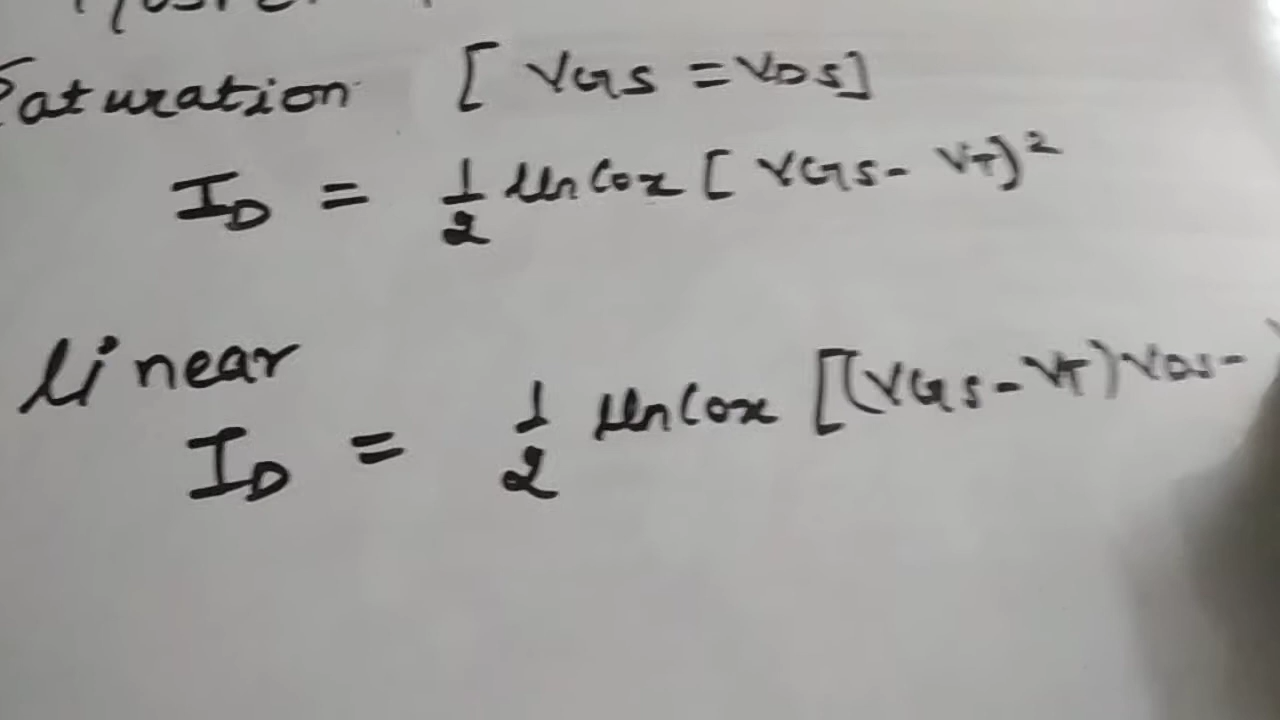 Saturation [ VGS = VDS]
ID = 1/2 μnCox [ VGS - VT)²
linear
ID = 1/2 μnCox [(VGS - VT) VDS -